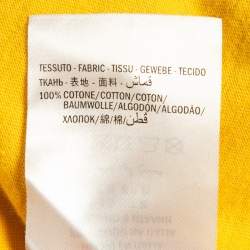 TESSUTO - FABRIC - TISSU - GEWEBE - TECIDO
ТКАНЬ - 表地 - 面料 - قماش
100% COTONE/COTTON/COTON/
BAUMWOLLE/ALGODÓN/ALGODÃO/
ХЛОПОК/綿/棉/قطن